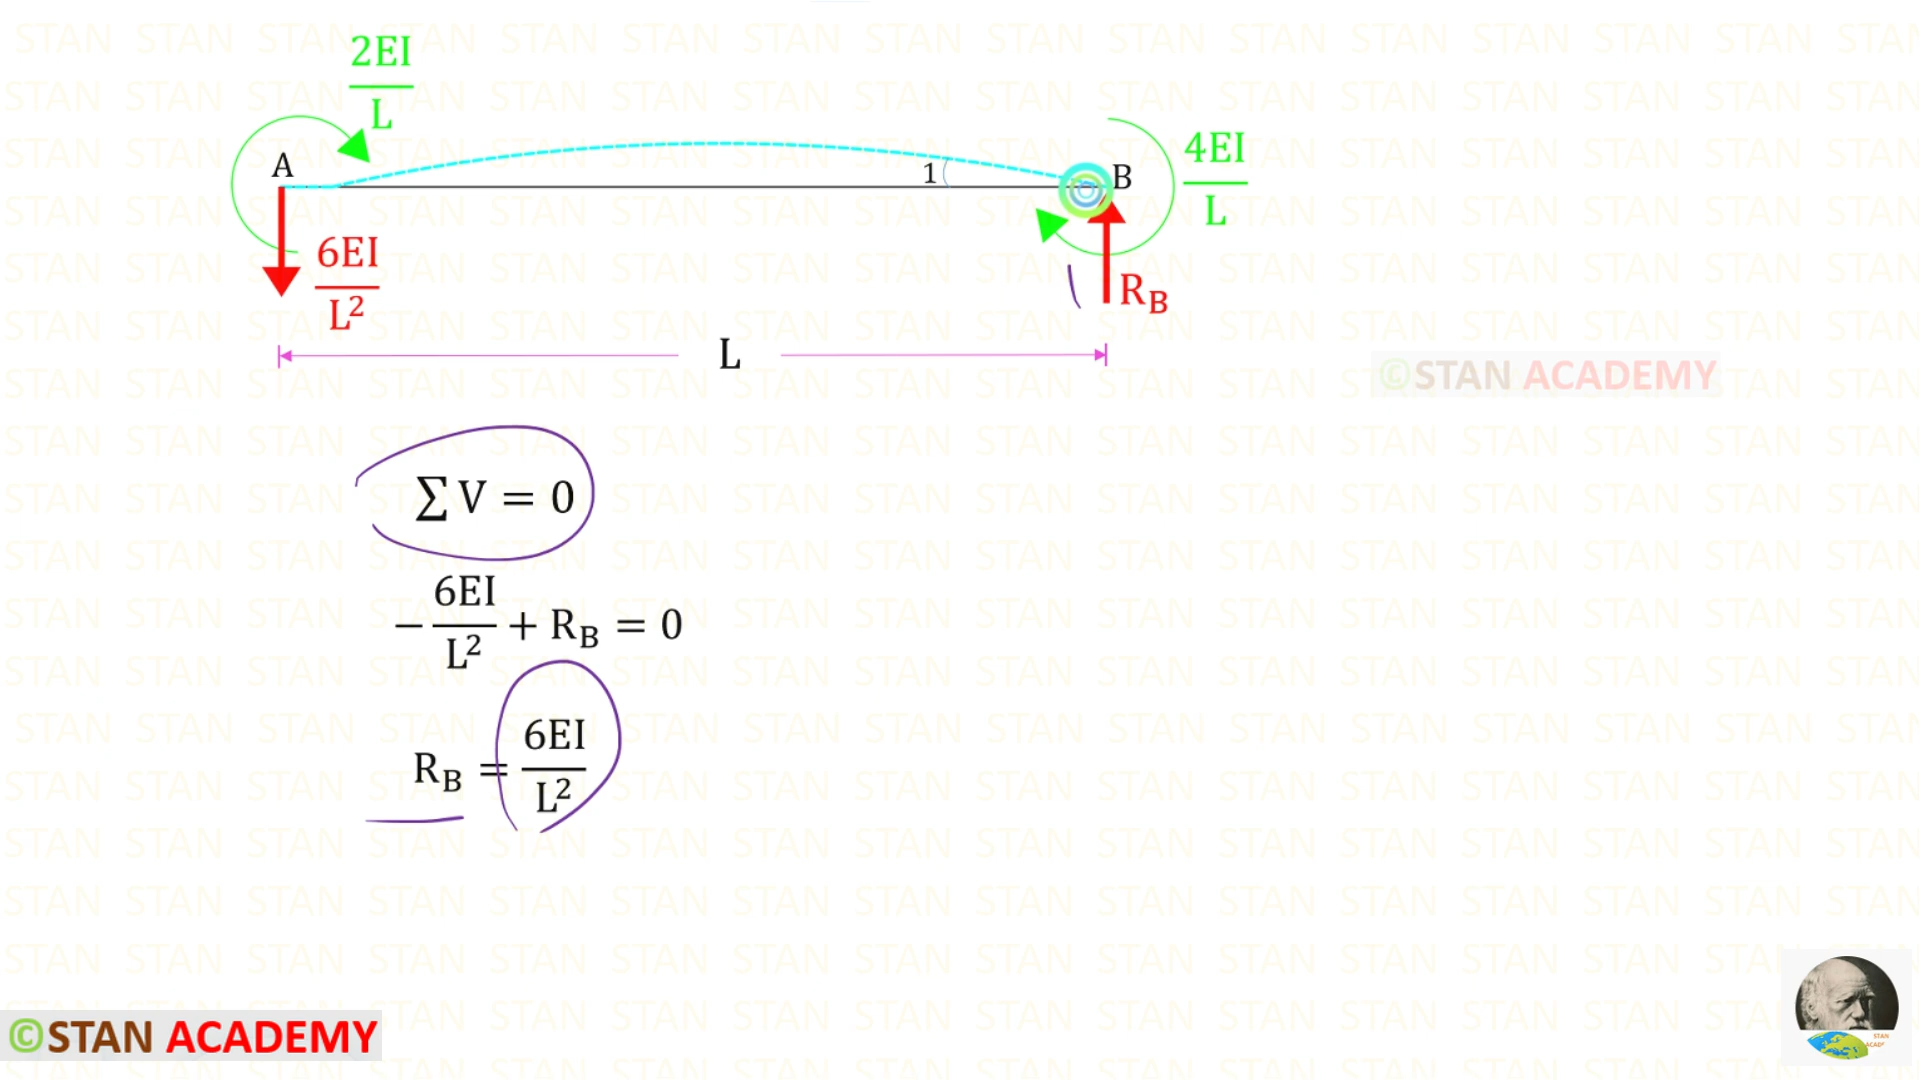 2EI
L
A
1
B
4EI
L
6EI
L²
R_B
L
©STAN ACADEMY
∑V = 0
−6EI/L² + R_B = 0
R_B = 6EI/L²
©STAN ACADEMY